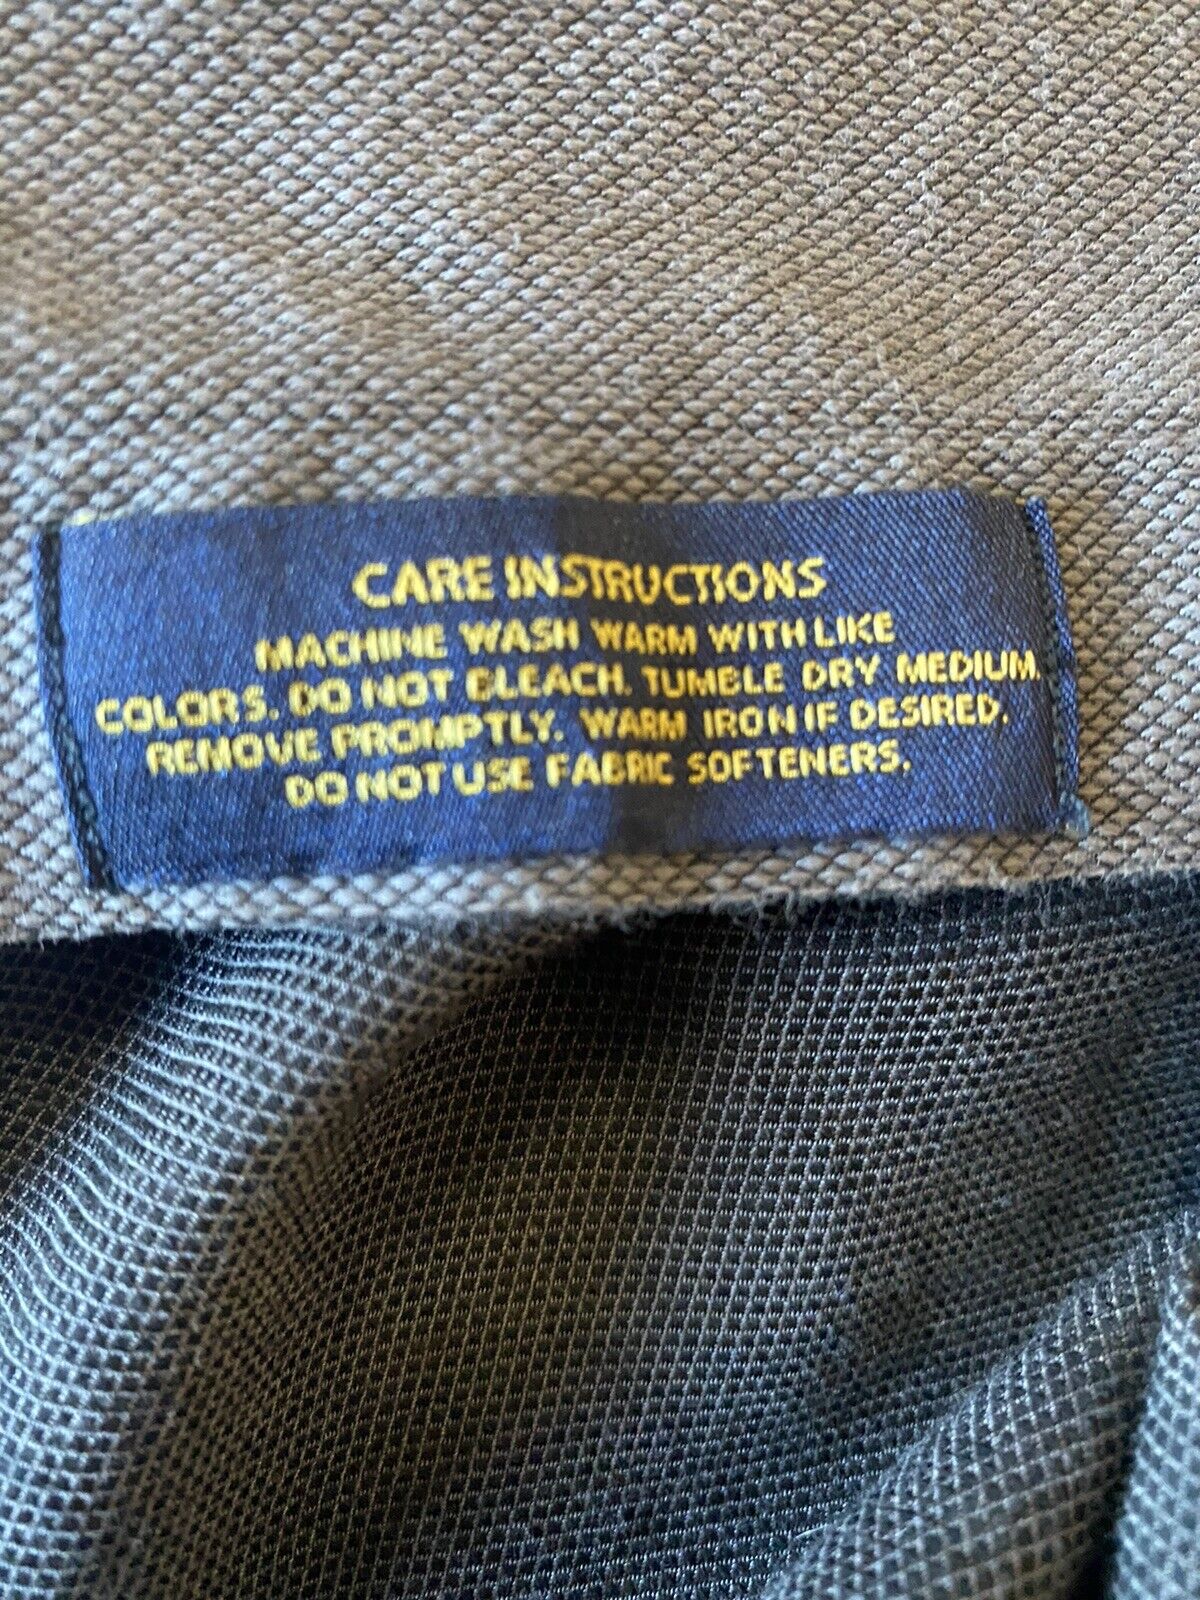 CARE INSTRUCTIONS
MACHINE WASH WARM WITH LIKE
COLORS. DO NOT BLEACH. TUMBLE DRY MEDIUM.
REMOVE PROMPTLY. WARM IRON IF DESIRED.
DO NOT USE FABRIC SOFTENERS.